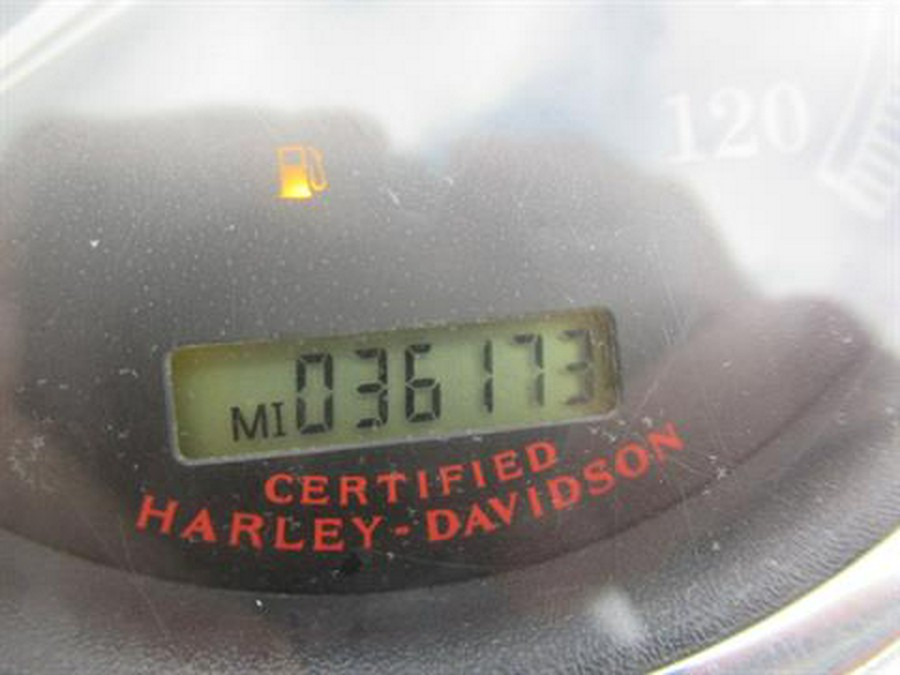 120
MI 036173
CERTIFIED
HARLEY-DAVIDSON